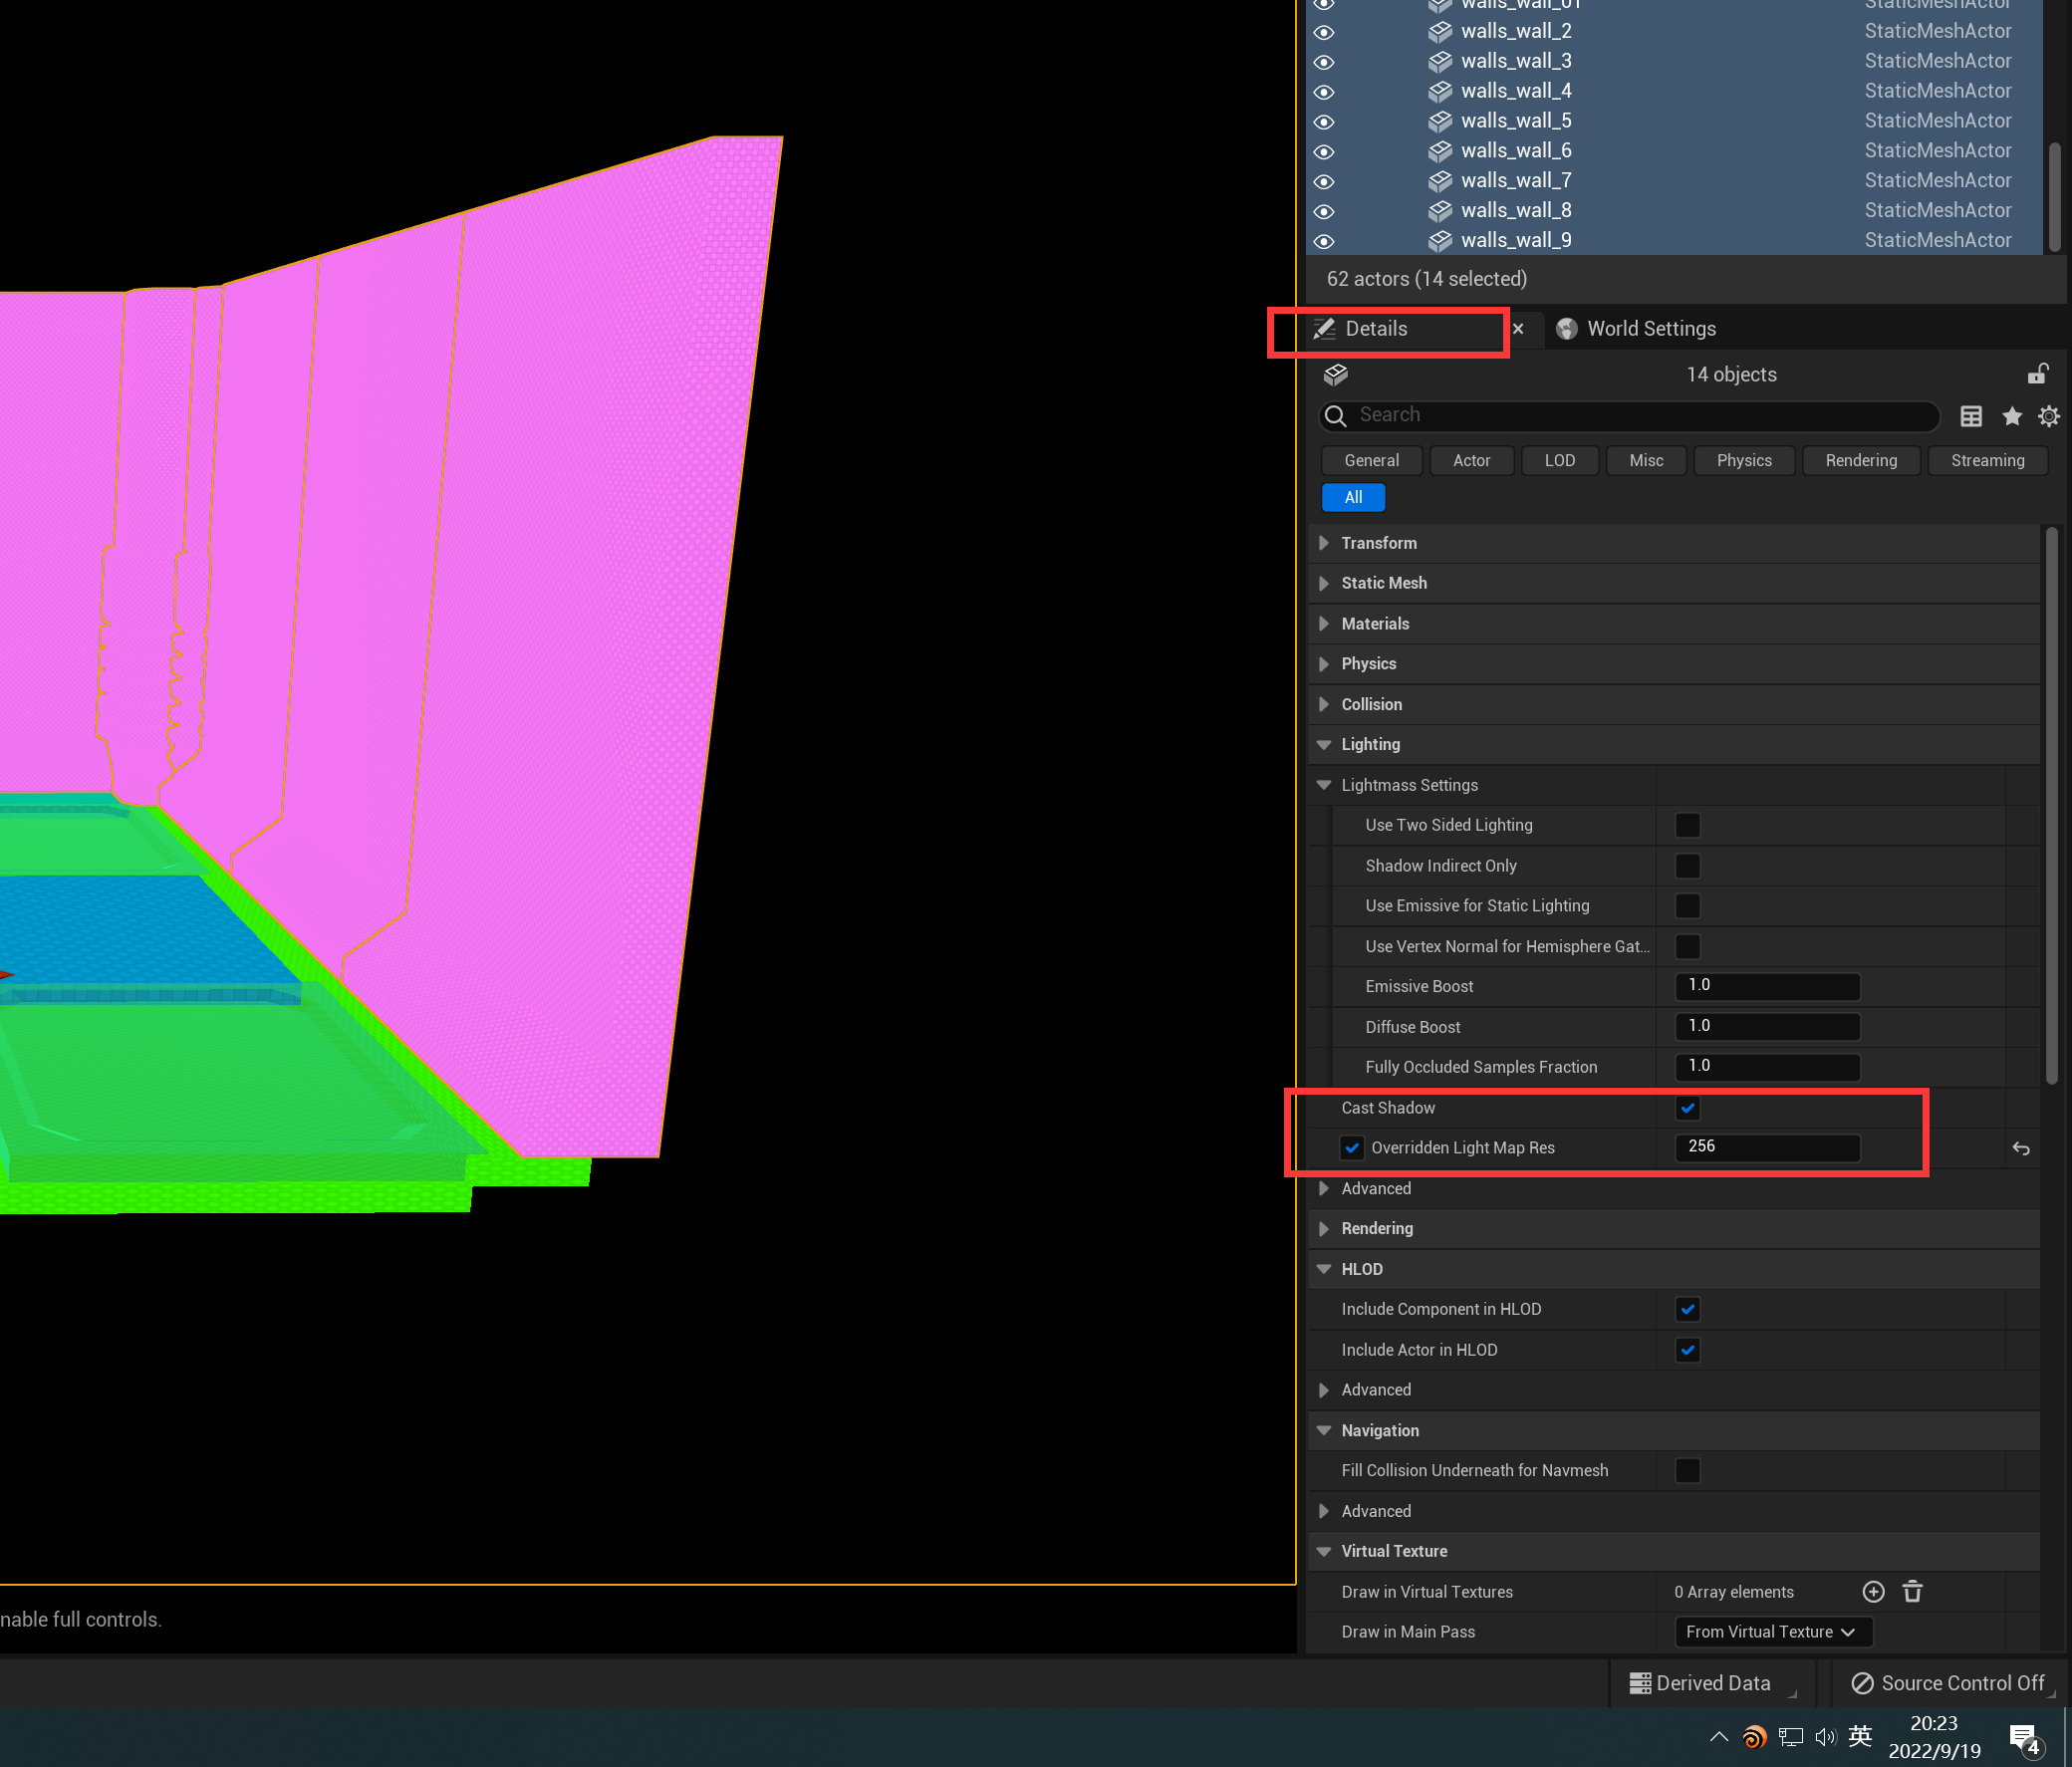 walls_wall_01 StaticMeshActor
walls_wall_2 StaticMeshActor
walls_wall_3 StaticMeshActor
walls_wall_4 StaticMeshActor
walls_wall_5 StaticMeshActor
walls_wall_6 StaticMeshActor
walls_wall_7 StaticMeshActor
walls_wall_8 StaticMeshActor
walls_wall_9 StaticMeshActor
62 actors (14 selected)
Details × World Settings
14 objects
Search
General Actor LOD Misc Physics Rendering Streaming
All
Transform
Static Mesh
Materials
Physics
Collision
Lighting
Lightmass Settings
Use Two Sided Lighting
Shadow Indirect Only
Use Emissive for Static Lighting
Use Vertex Normal for Hemisphere Gat...
Emissive Boost 1.0
Diffuse Boost 1.0
Fully Occluded Samples Fraction 1.0
Cast Shadow
Overridden Light Map Res 256
Advanced
Rendering
HLOD
Include Component in HLOD
Include Actor in HLOD
Advanced
Navigation
Fill Collision Underneath for Navmesh
Advanced
Virtual Texture
Draw in Virtual Textures 0 Array elements
Draw in Main Pass From Virtual Texture
nable full controls.
Derived Data Source Control Off
英 20:23
2022/9/19 4